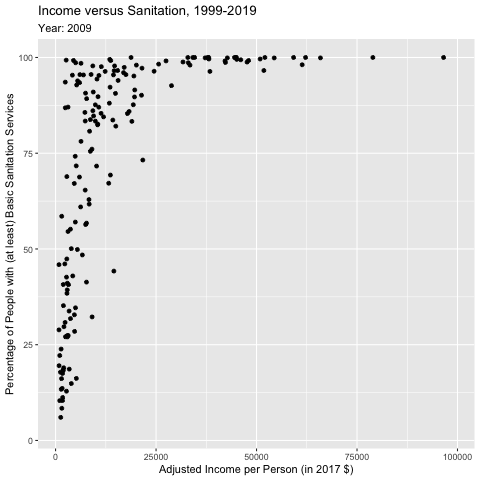 Income versus Sanitation, 1999-2019
Year: 2009
Percentage of People with (at least) Basic Sanitation Services
100
75
50
25
0
0 25000 50000 75000 100000
Adjusted Income per Person (in 2017 $)